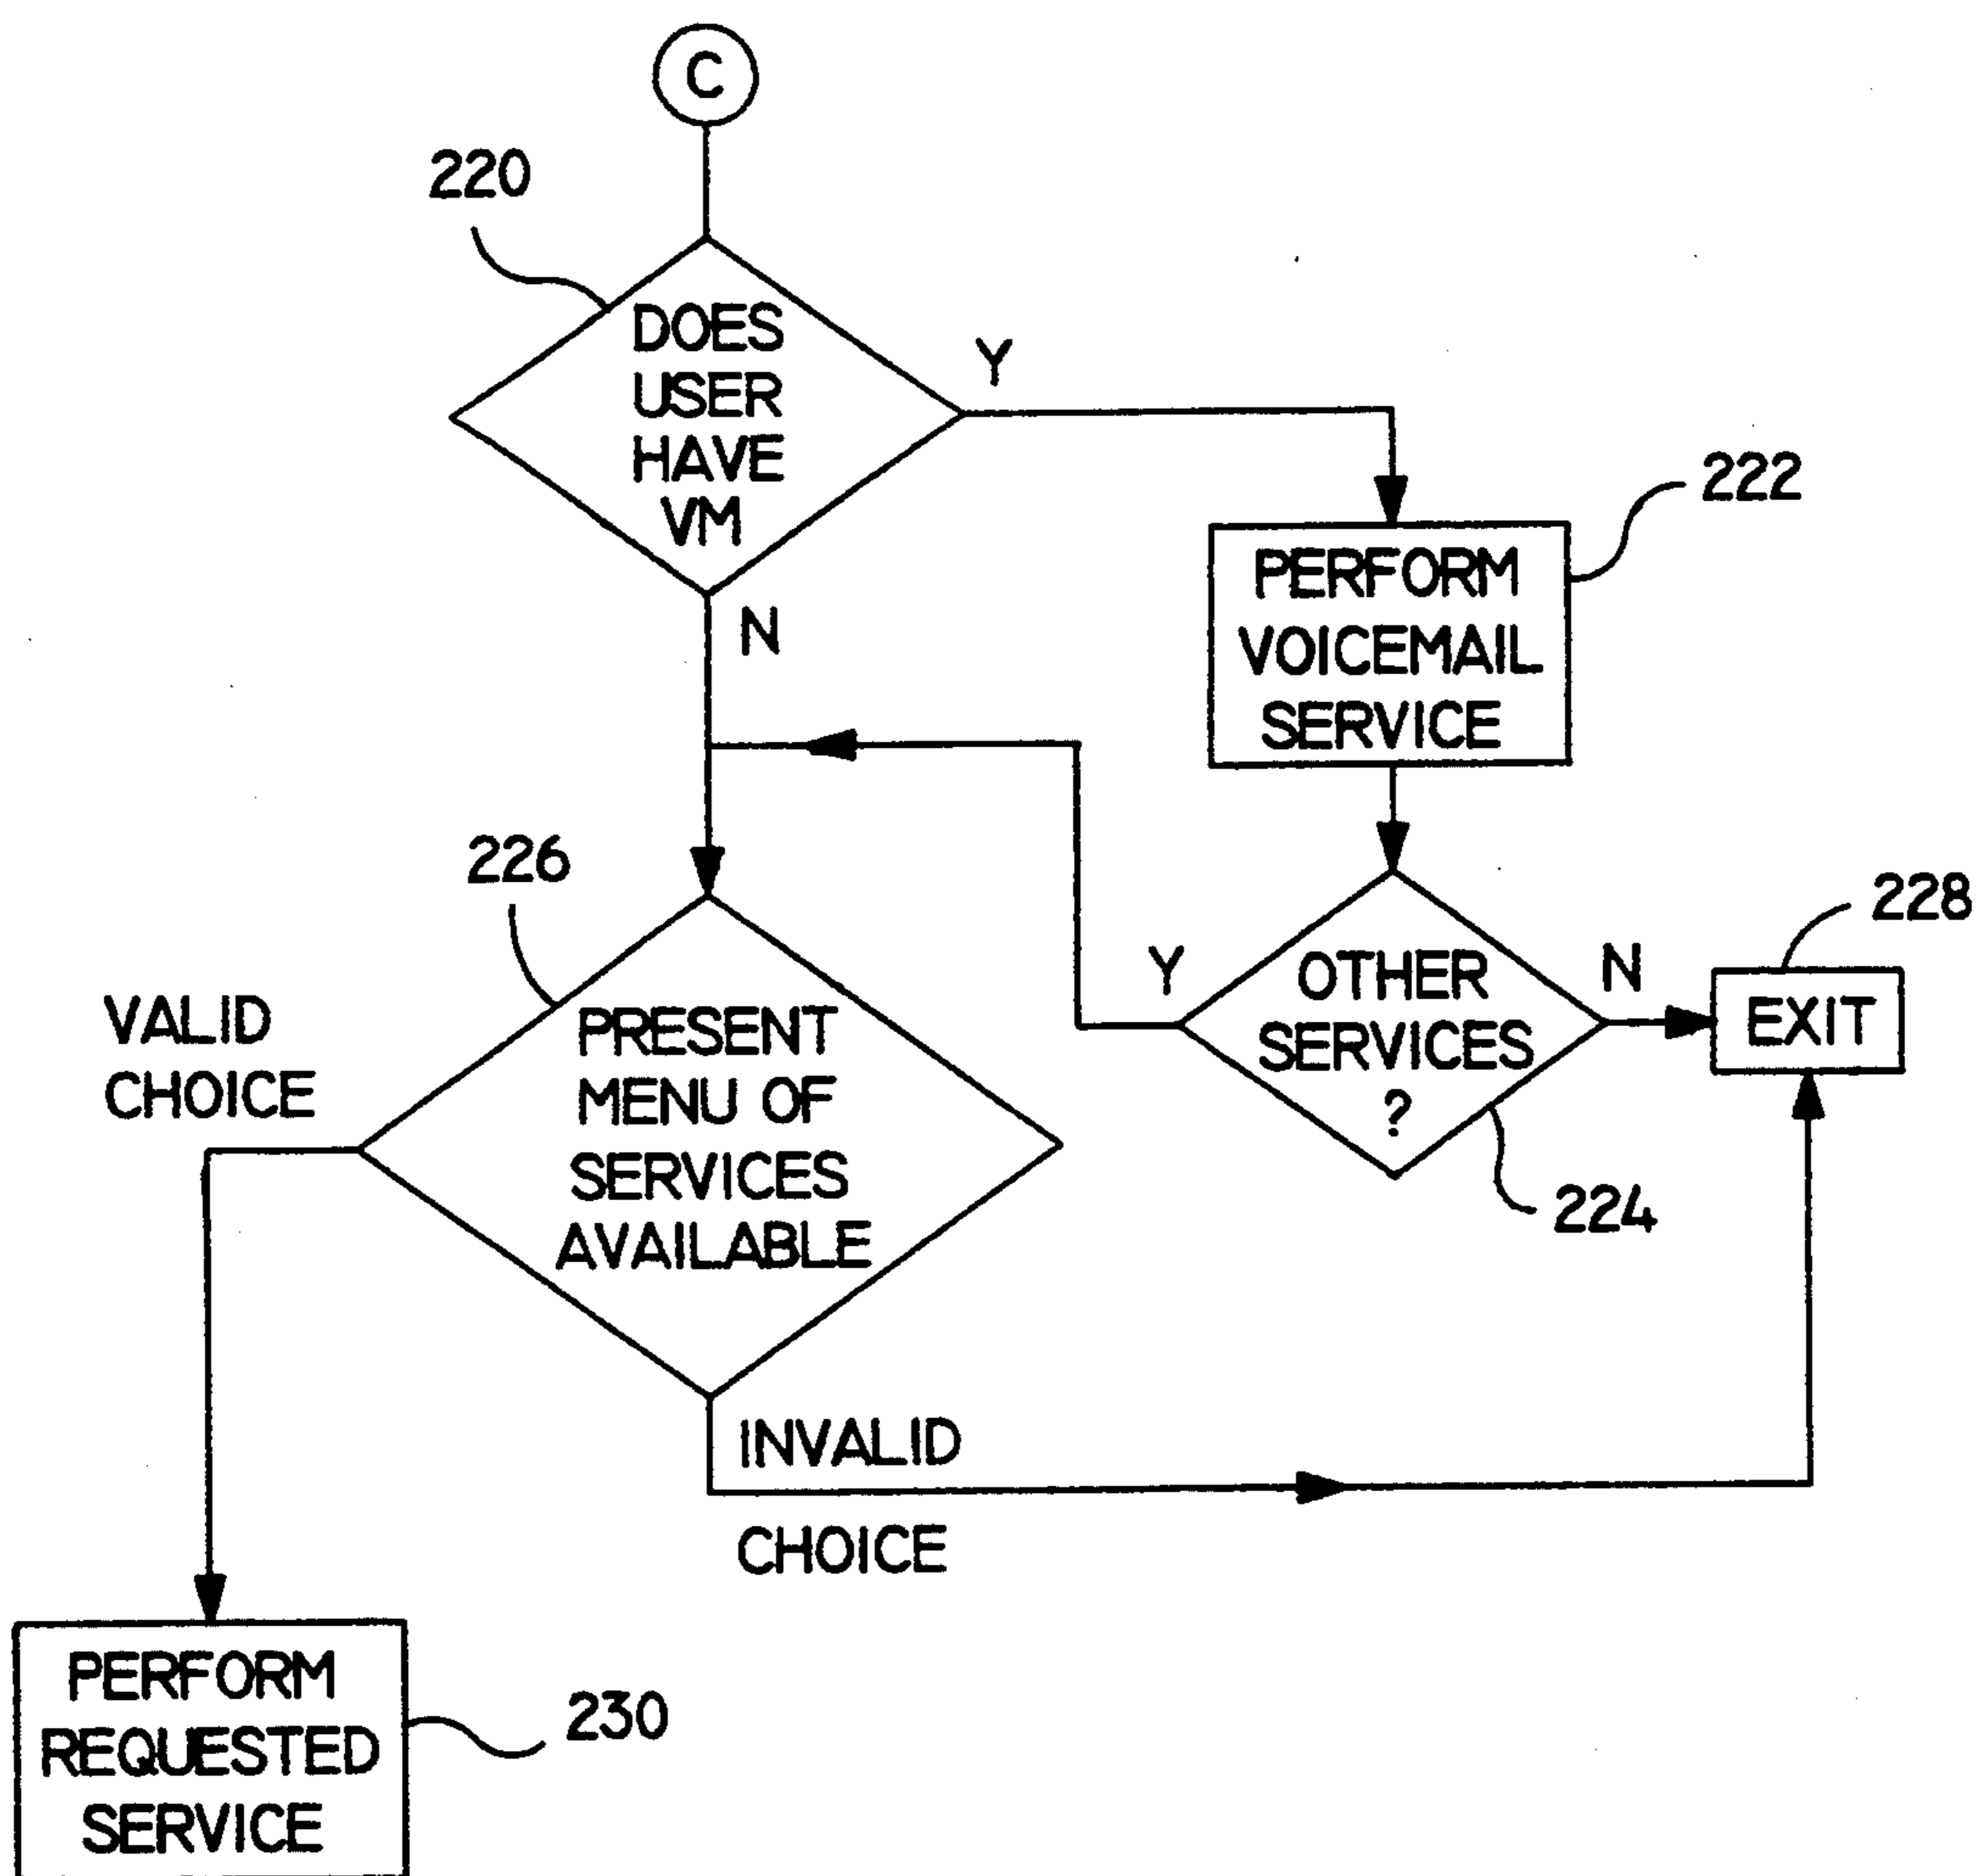 C
220
DOES
USER
HAVE
VM
Y
N
222
PERFORM
VOICEMAIL
SERVICE
226
VALID
CHOICE
PRESENT
MENU OF
SERVICES
AVAILABLE
Y
OTHER
SERVICES
?
N
228
EXIT
224
INVALID
CHOICE
PERFORM
REQUESTED
SERVICE
230